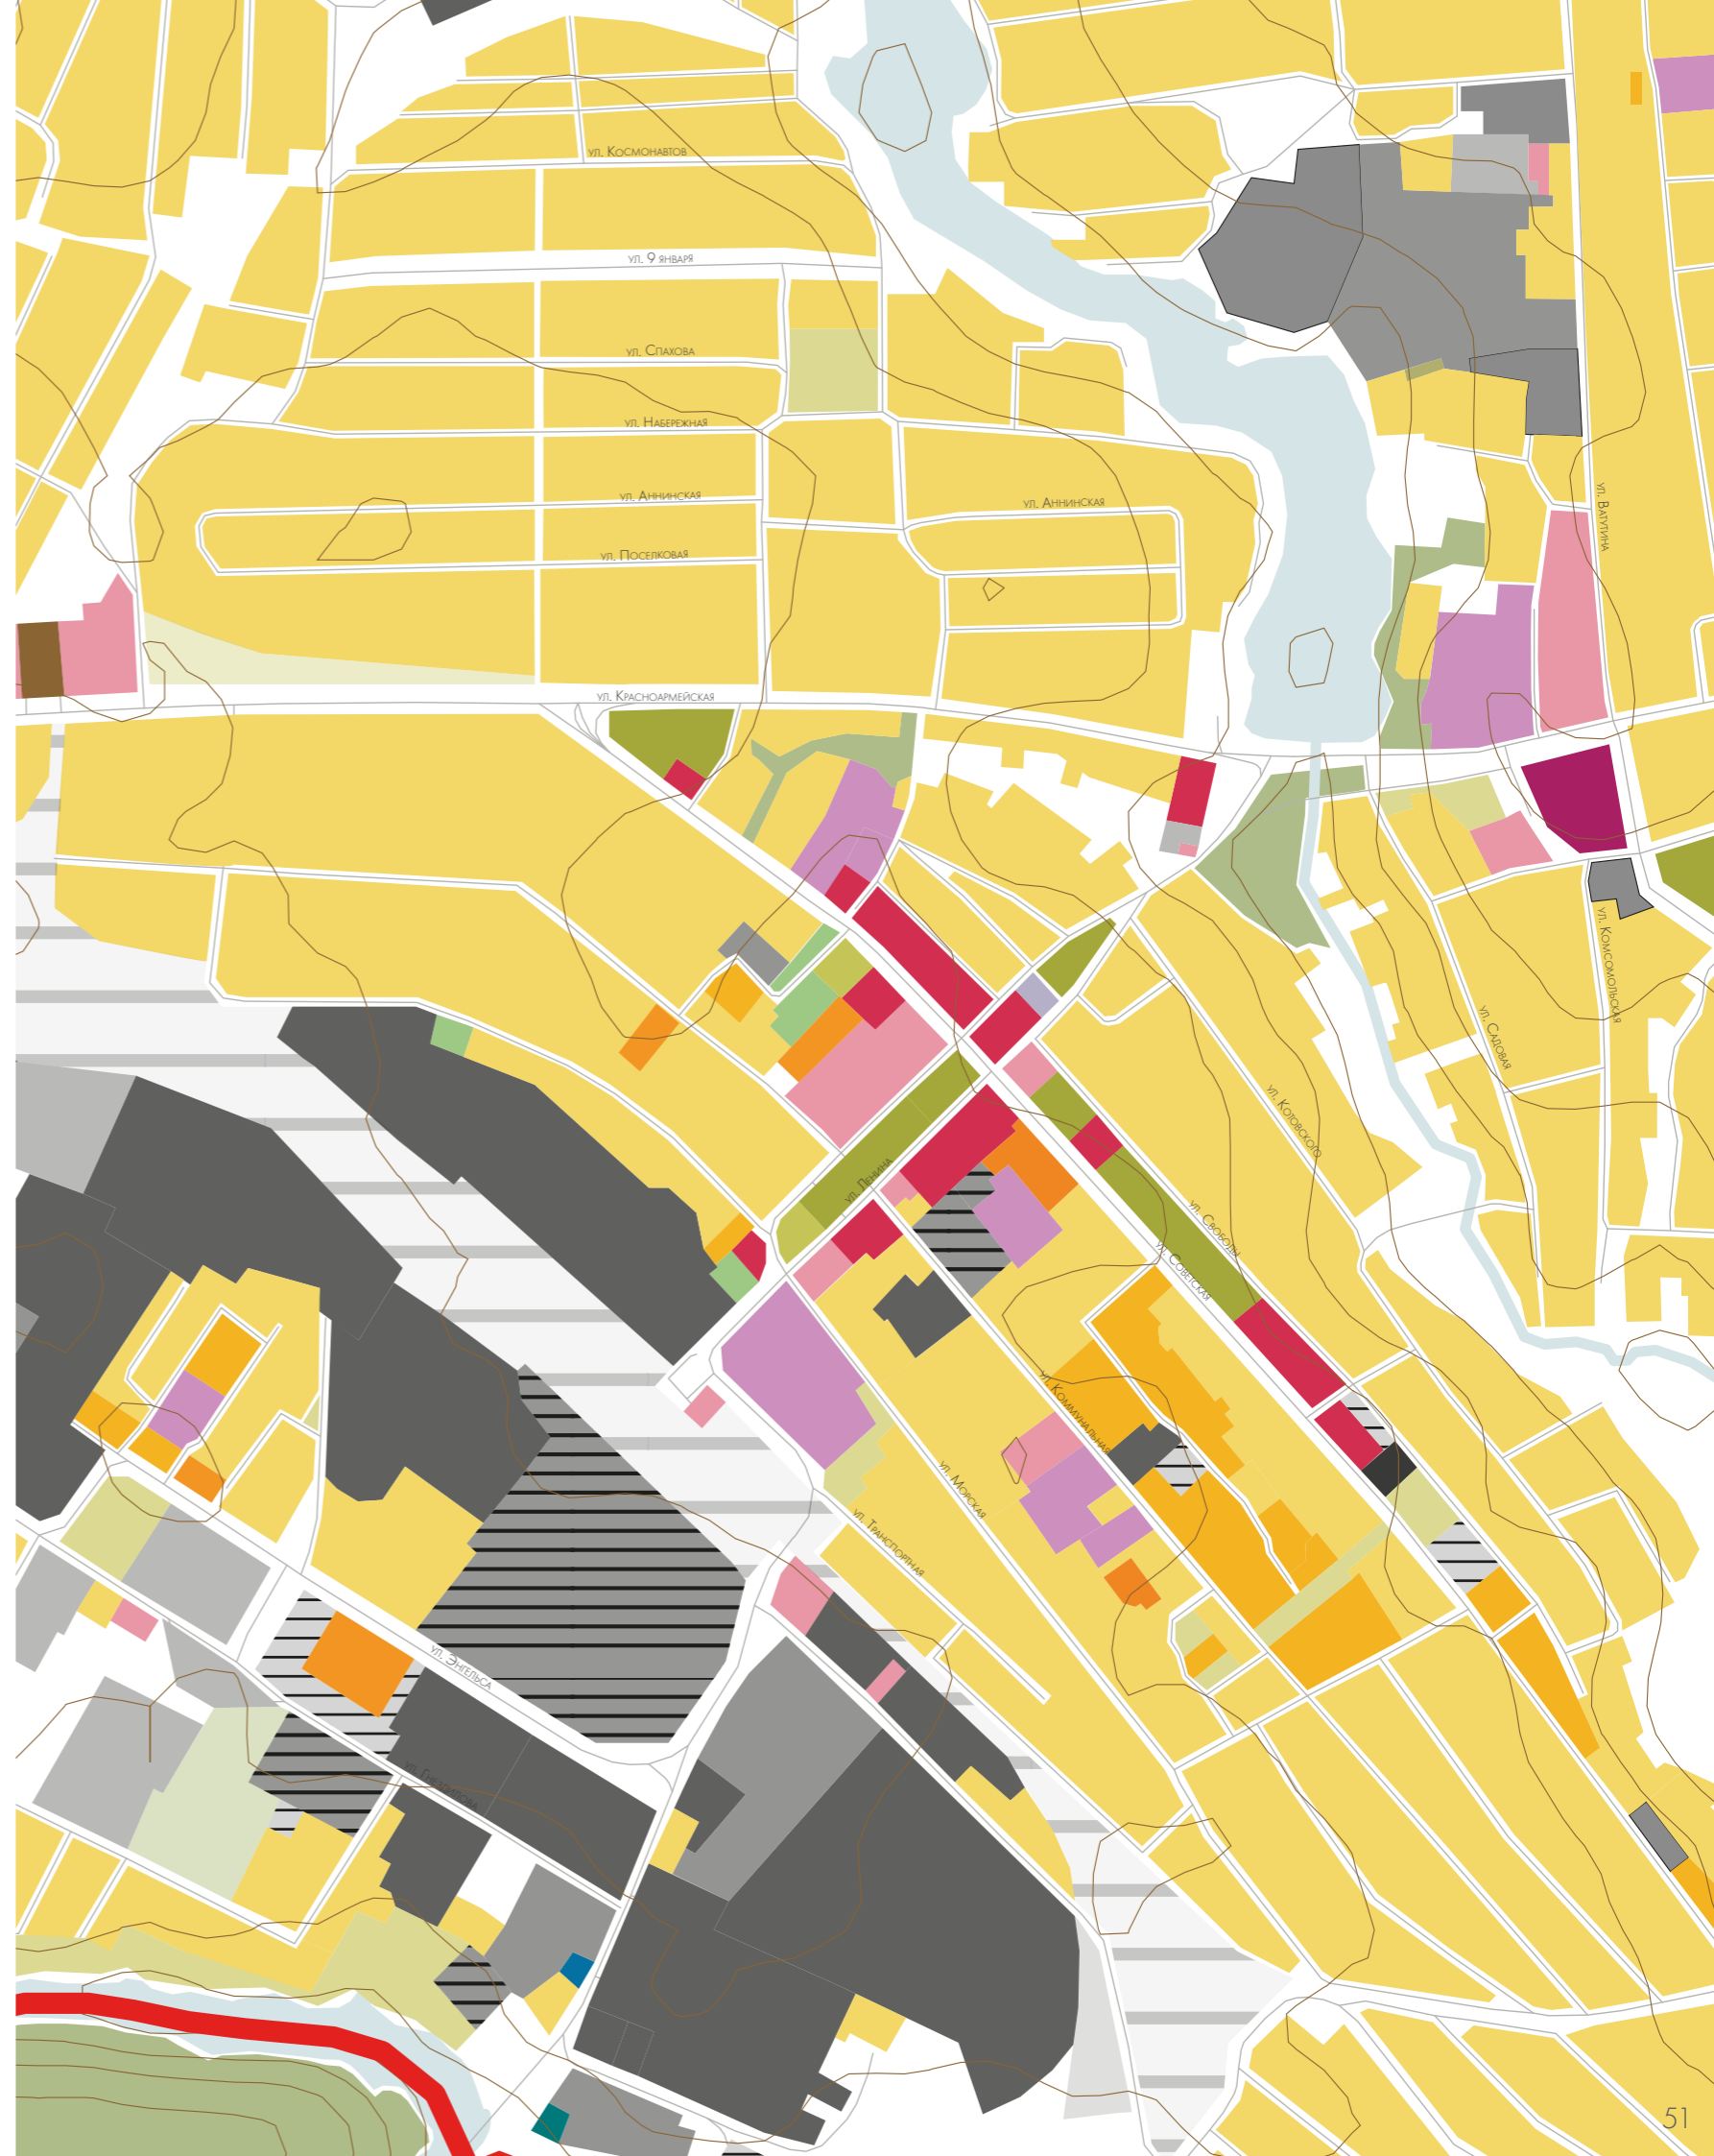 ул. Космонавтов
ул. 9 января
ул. Спахова
ул. Набережная
ул. Аннинская
ул. Аннинская
ул. Ватутина
ул. Поселковая
ул. Красноармейская
ул. Комсомольская
ул. Садовая
ул. Котовского
ул. Ленина
ул. Свободы
ул. Советская
ул. Коммунальная
ул. Морская
ул. Транспортная
ул. Энгельса
51